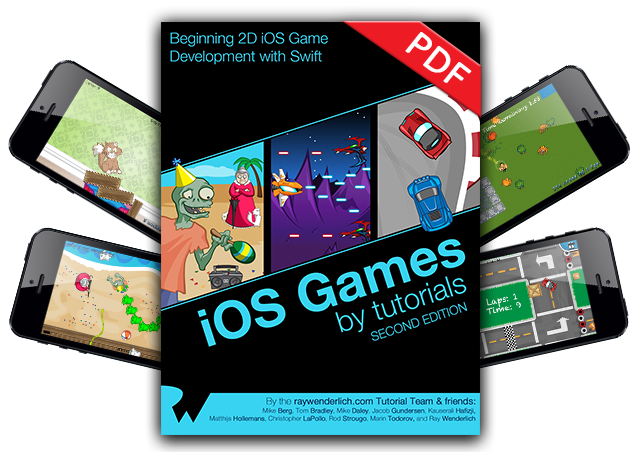 Beginning 2D iOS Game
Development with Swift
PDF
iOS Games
by tutorials
SECOND EDITION
By the raywenderlich.com Tutorial Team & friends:
Mike Berg, Tom Bradley, Mike Daley, Jacob Gundersen, Kauserali Hafizji,
Matthijs Hollemans, Christopher LaPollo, Rod Strougo, Marin Todorov, and Ray Wenderlich
Time Remaining
Laps: 1
Time: 9